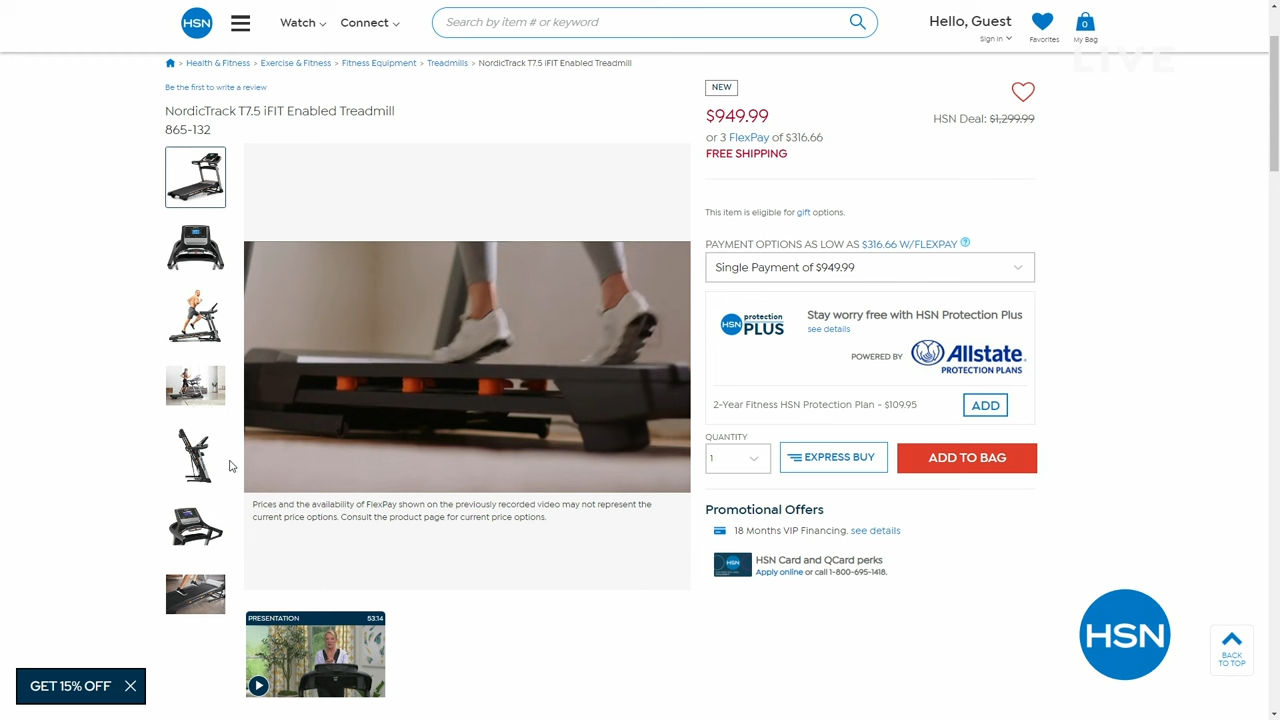 HSN
Watch
Connect
Search by item # or keyword
Hello, Guest
Sign In
Favorites
0
My Bag
LIVE
> Health & Fitness > Exercise & Fitness > Fitness Equipment > Treadmills > NordicTrack T7.5 iFIT Enabled Treadmill
Be the first to write a review
NordicTrack T7.5 iFIT Enabled Treadmill
865-132
NEW
$949.99
HSN Deal: $1,299.99
or 3 FlexPay of $316.66
FREE SHIPPING
This item is eligible for gift options.
PAYMENT OPTIONS AS LOW AS $316.66 W/FLEXPAY ?
Single Payment of $949.99
HSN protection PLUS
Stay worry free with HSN Protection Plus
see details
POWERED BY Allstate.
PROTECTION PLANS
2-Year Fitness HSN Protection Plan - $109.95
ADD
QUANTITY
1
EXPRESS BUY
ADD TO BAG
Prices and the availability of FlexPay shown on the previously recorded video may not represent the
current price options. Consult the product page for current price options.
Promotional Offers
18 Months VIP Financing. see details
HSN
HSN Card and QCard perks
Apply online or call 1-800-695-1418.
PRESENTATION 53:14
HSN
BACK
TO TOP
GET 15% OFF